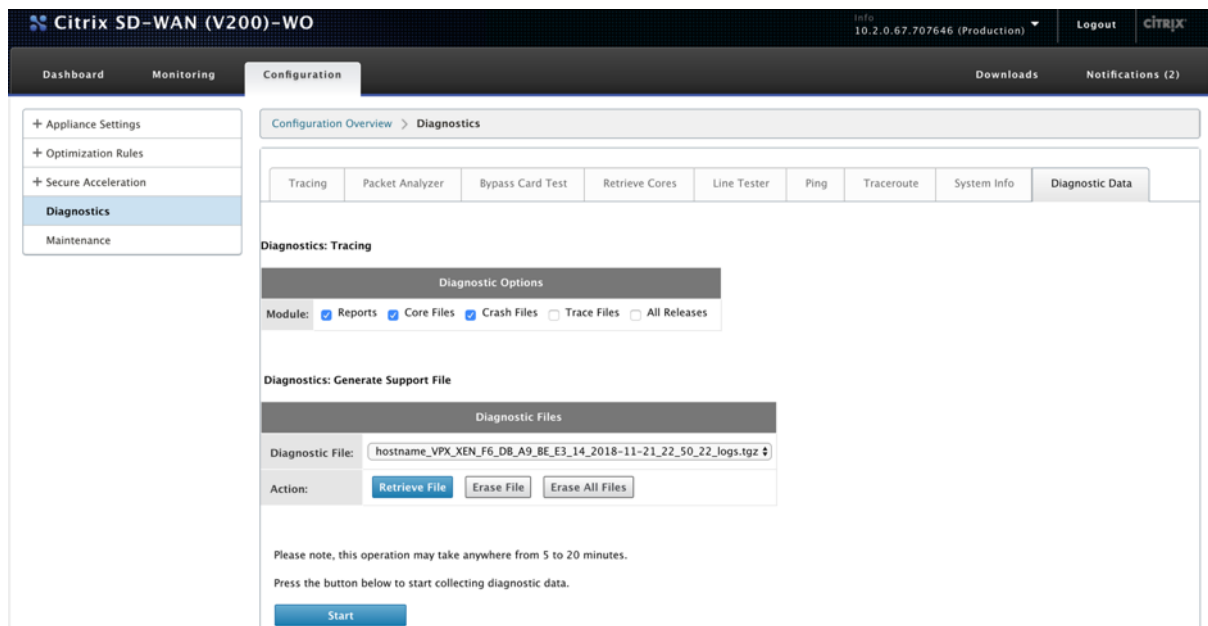 Citrix SD-WAN (V200)-WO
Info
10.2.0.67.707646 (Production)
Logout
CITRIX
Dashboard Monitoring Configuration Downloads Notifications (2)
+ Appliance Settings
+ Optimization Rules
+ Secure Acceleration
Diagnostics
Maintenance
Configuration Overview > Diagnostics
Tracing Packet Analyzer Bypass Card Test Retrieve Cores Line Tester Ping Traceroute System Info Diagnostic Data
Diagnostics: Tracing
Diagnostic Options
Module: Reports Core Files Crash Files Trace Files All Releases
Diagnostics: Generate Support File
Diagnostic Files
Diagnostic File: hostname_VPX_XEN_F6_DB_A9_BE_E3_14_2018-11-21_22_50_22_logs.tgz
Action: Retrieve File Erase File Erase All Files
Please note, this operation may take anywhere from 5 to 20 minutes.
Press the button below to start collecting diagnostic data.
Start